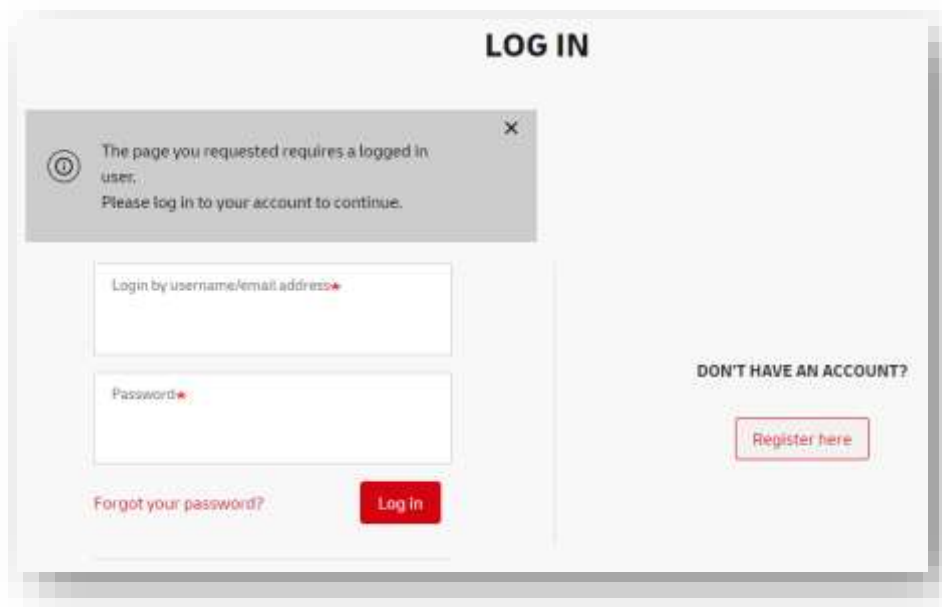 LOG IN
The page you requested requires a logged in
user.
Please log in to your account to continue.
Login by username/email address*
Password*
DON'T HAVE AN ACCOUNT?
Register here
Forgot your password?
Log in